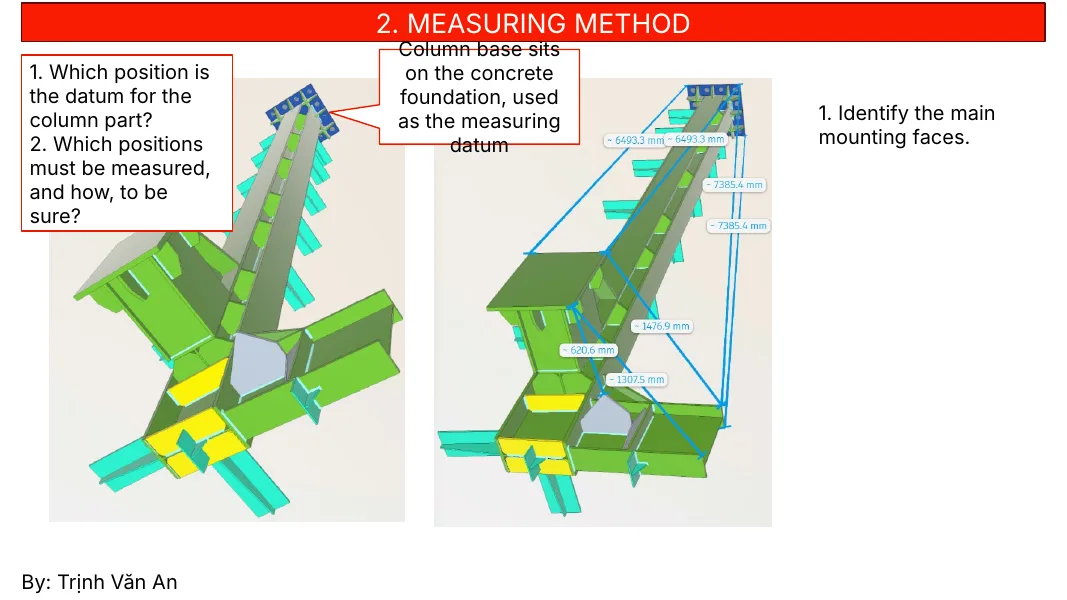 2. MEASURING METHOD
1. Which position is
the datum for the
column part?
2. Which positions
must be measured,
and how, to be
sure?
Column base sits
on the concrete
foundation, used
as the measuring
datum
1. Identify the main
mounting faces.
~ 6493.3 mm
~ 6493.3 mm
~ 7385.4 mm
~ 7385.4 mm
~ 1476.9 mm
~ 620.6 mm
~ 1307.5 mm
By: Trịnh Văn An